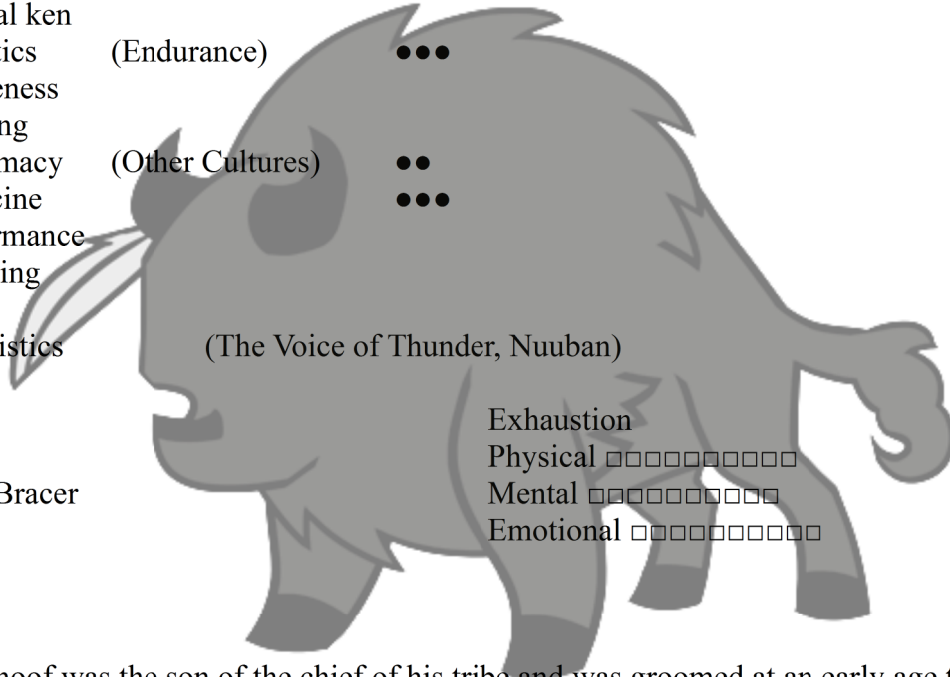 al ken
tics (Endurance) ●●●
eness
ng
macy (Other Cultures) ●●
cine ●●●
rmance
ing
istics (The Voice of Thunder, Nuuban)
Exhaustion
Physical □□□□□□□□□□
Mental □□□□□□□□□□
Bracer
Emotional □□□□□□□□□□
hoof was the son of the chief of his tribe and was groomed at an early age t